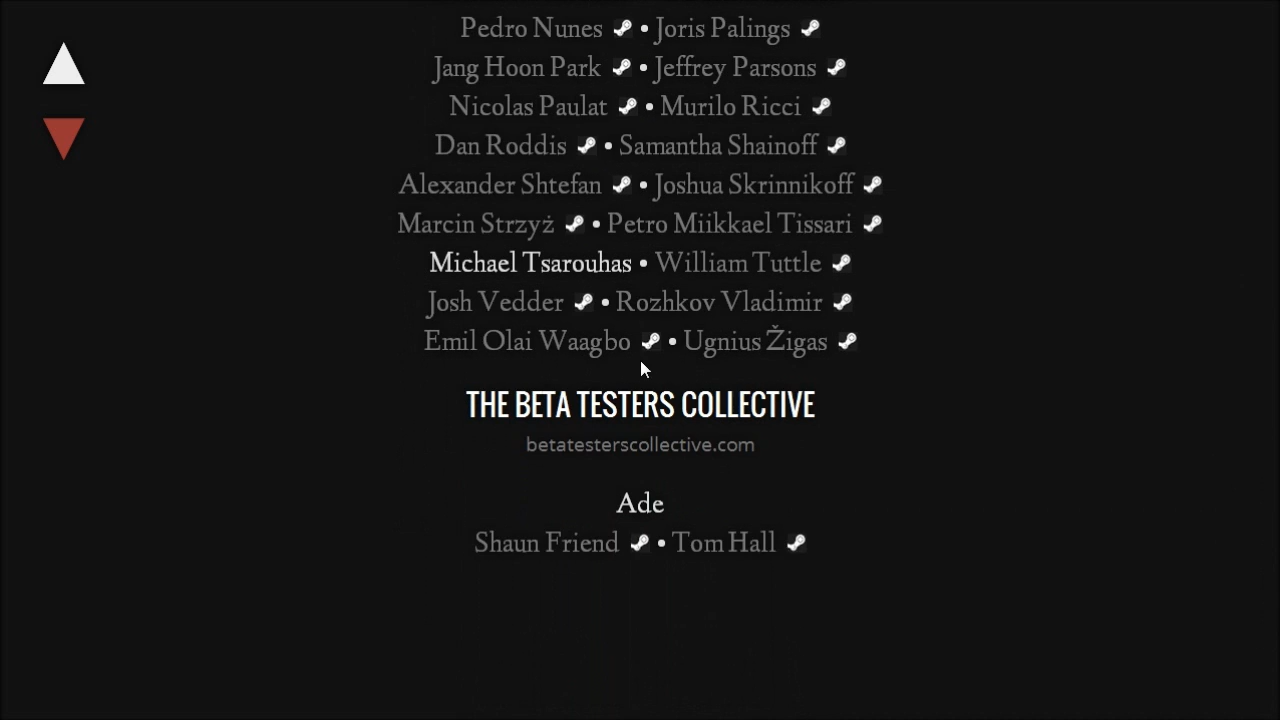 Pedro Nunes • Joris Palings
Jang Hoon Park • Jeffrey Parsons
Nicolas Paulat • Murilo Ricci
Dan Roddis • Samantha Shainoff
Alexander Shtefan • Joshua Skrinnikoff
Marcin Strzyż • Petro Miikkael Tissari
Michael Tsarouhas • William Tuttle
Josh Vedder • Rozhkov Vladimir
Emil Olai Waagbo • Ugnius Žigas
THE BETA TESTERS COLLECTIVE
betatesterscollective.com
Ade
Shaun Friend • Tom Hall